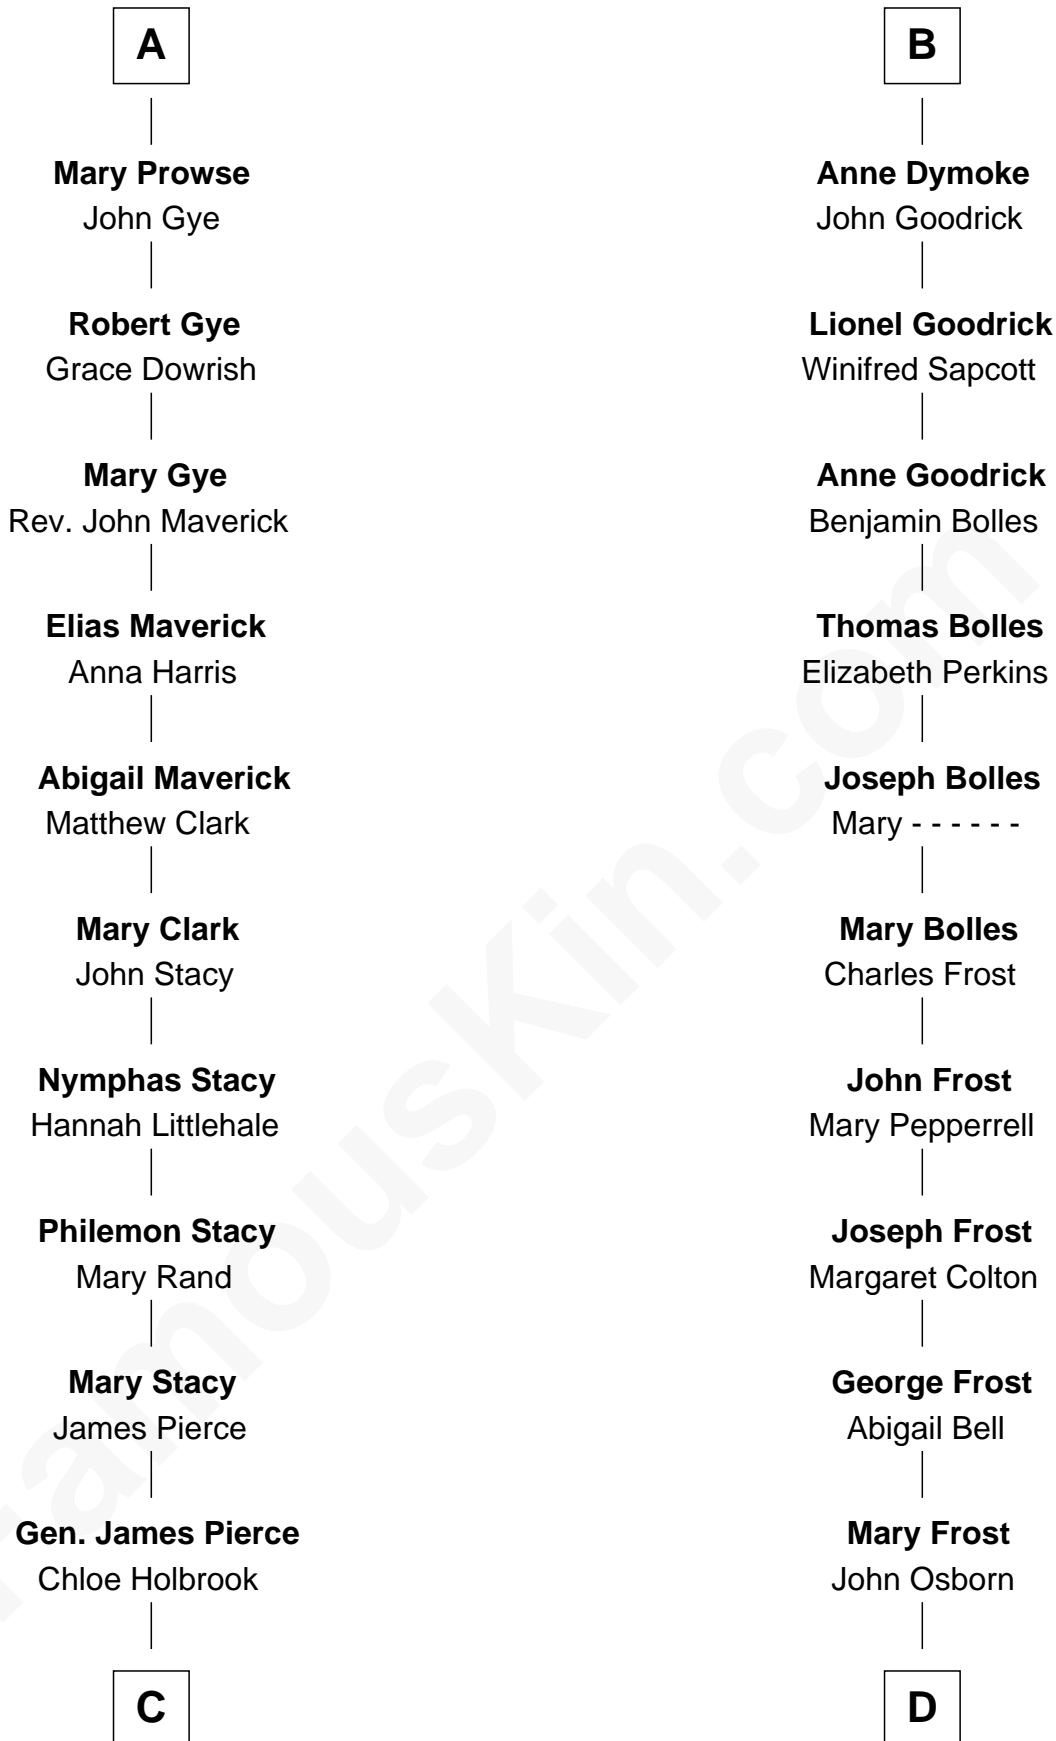 A
Mary Prowse
John Gye
Robert Gye
Grace Dowrish
Mary Gye
Rev. John Maverick
Elias Maverick
Anna Harris
Abigail Maverick
Matthew Clark
Mary Clark
John Stacy
Nymphas Stacy
Hannah Littlehale
Philemon Stacy
Mary Rand
Mary Stacy
James Pierce
Gen. James Pierce
Chloe Holbrook
C
B
Anne Dymoke
John Goodrick
Lionel Goodrick
Winifred Sapcott
Anne Goodrick
Benjamin Bolles
Thomas Bolles
Elizabeth Perkins
Joseph Bolles
Mary - - - - - -
Mary Bolles
Charles Frost
John Frost
Mary Pepperrell
Joseph Frost
Margaret Colton
George Frost
Abigail Bell
Mary Frost
John Osborn
D
FamousKin.com